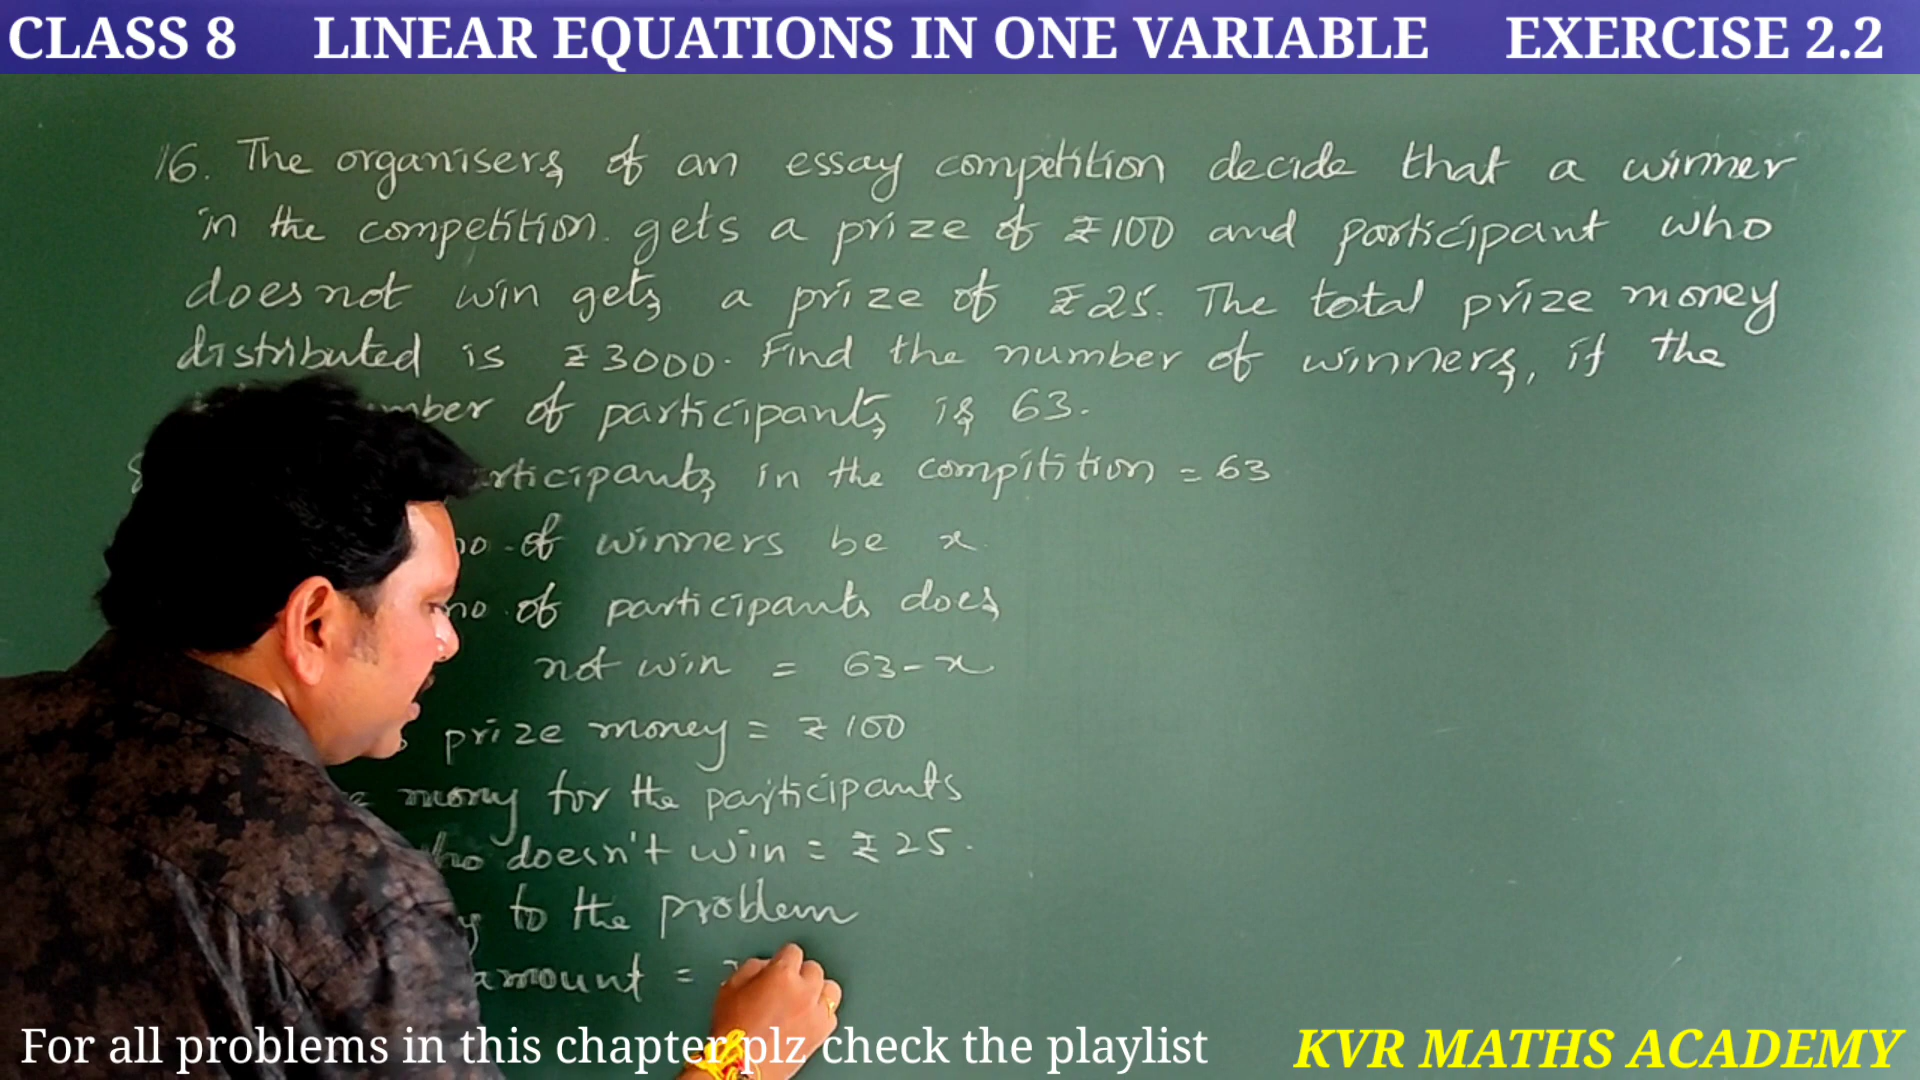 CLASS 8 LINEAR EQUATIONS IN ONE VARIABLE EXERCISE 2.2
16. The organisers of an essay competition decide that a winner
in the competition. gets a prize of ₹100 and participant who
does not win gets a prize of ₹25. The total prize money
distributed is ₹3000. Find the number of winners, if the
of participants is 63.
in the compitition = 63
no. of winners be x.
no. of participants does
not win = 63-x
prize money = ₹100
mony for the participants
who doesn't win = ₹25.
to the problem
amount =
For all problems in this chapter plz check the playlist
KVR MATHS ACADEMY